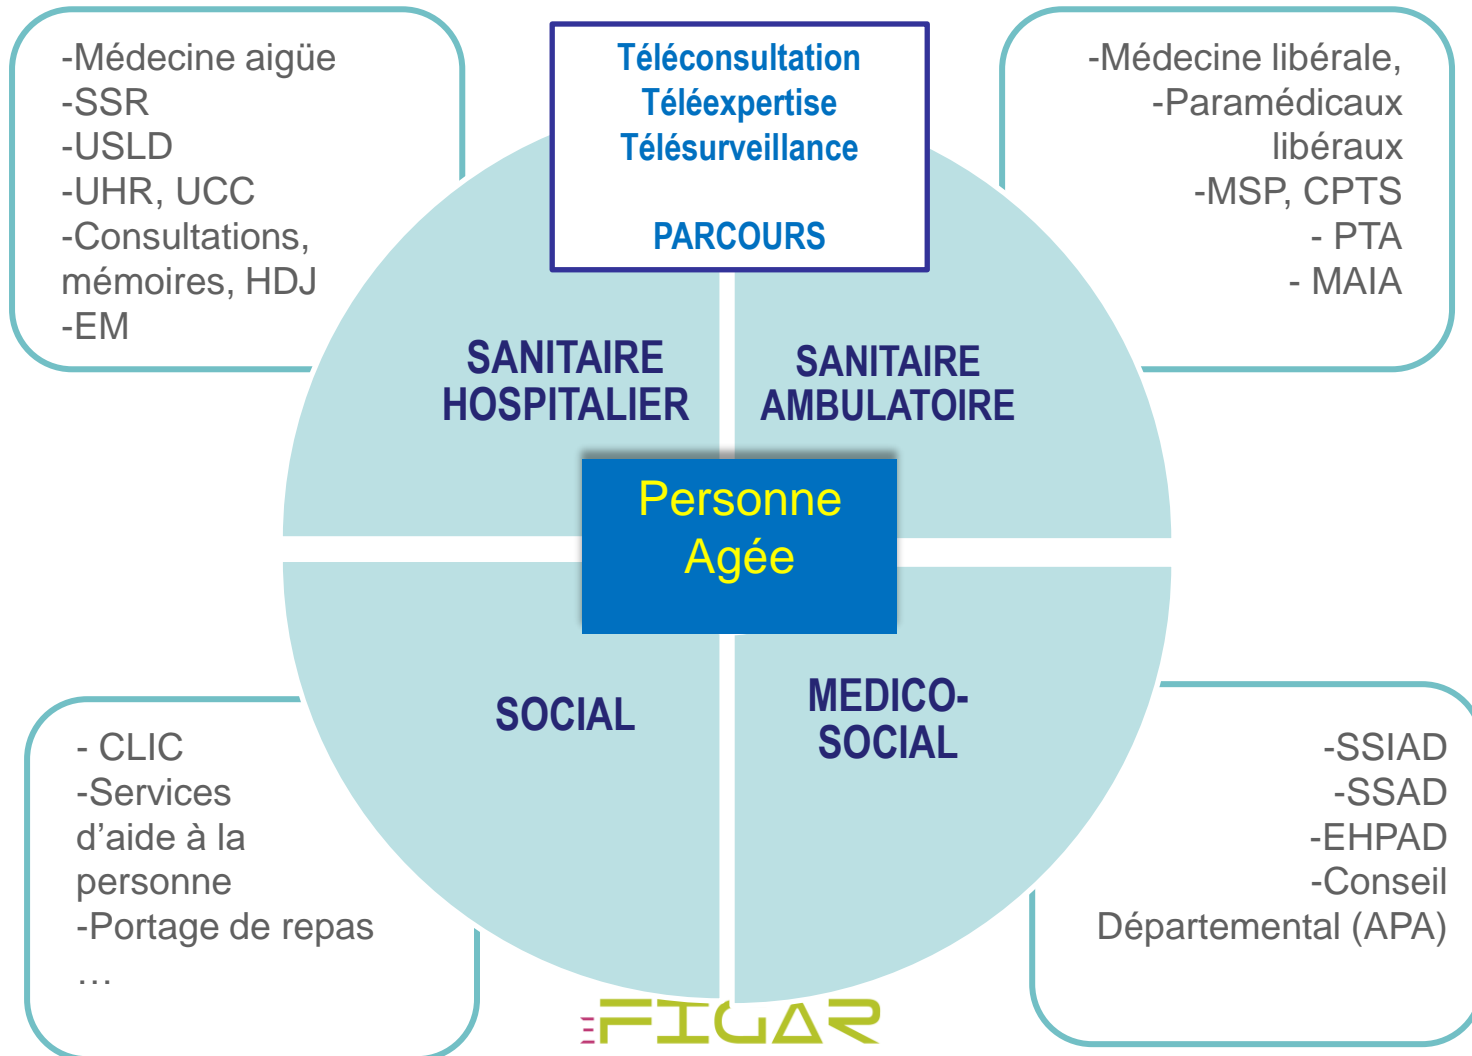 -Médecine aigüe
-SSR
-USLD
-UHR, UCC
-Consultations,
mémoires, HDJ
-EM
Téléconsultation
Téléexpertise
Télésurveillance
PARCOURS
-Médecine libérale,
-Paramédicaux
libéraux
-MSP, CPTS
- PTA
- MAIA
SANITAIRE
HOSPITALIER
SANITAIRE
AMBULATOIRE
Personne
Agée
SOCIAL
MEDICO-
SOCIAL
- CLIC
-Services
d’aide à la
personne
-Portage de repas
…
-SSIAD
-SSAD
-EHPAD
-Conseil
Départemental (APA)
FIGAR